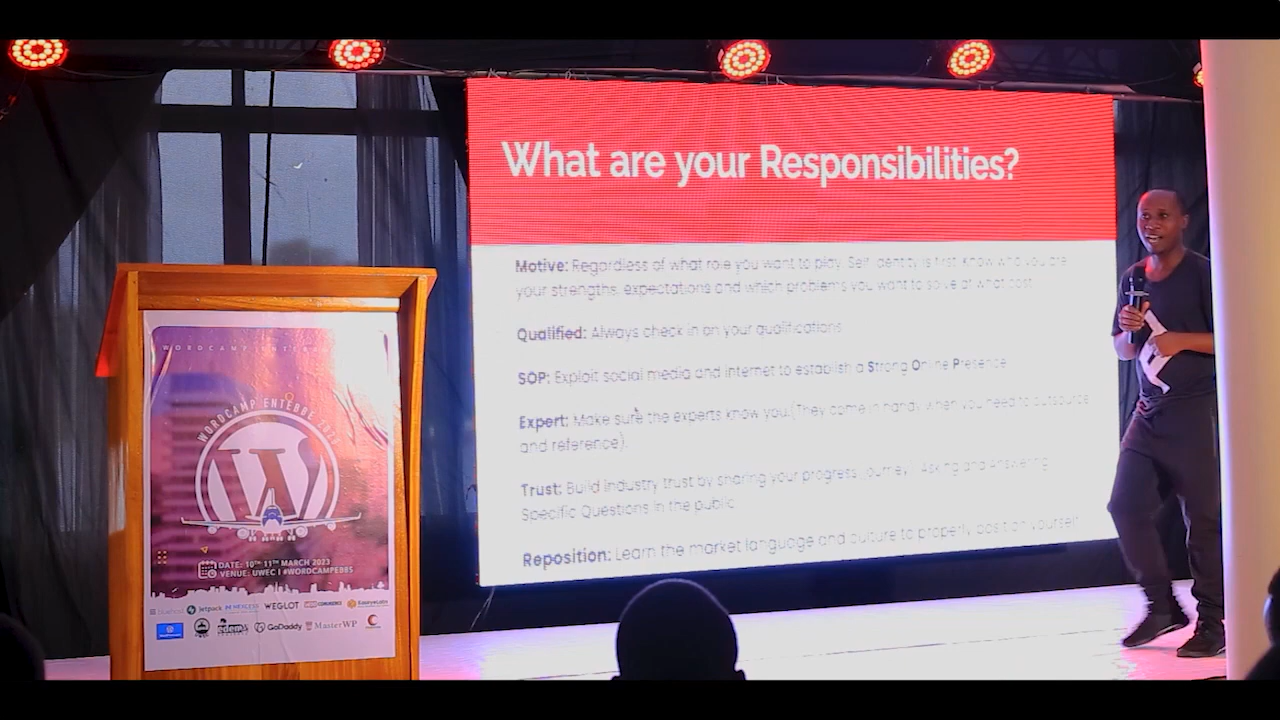 What are your Responsibilities?
Motive: Regardless of what role you want to play, Self identity is first. Know who you are
your strengths, expectations and which problems you want to solve at what cost.
Qualified: Always check in on your qualifications
SOP: Exploit social media and internet to establish a Strong Online Presence
Expert: Make sure the experts know you.(They come in handy when you need to outsource
and reference).
Trust: Build industry trust by sharing your progress(journey), Asking and Answering
Specific Questions in the public
Reposition: Learn the market language and culture to properly position yourself
WORDCAMP ENTEBBE
WORDCAMP ENTEBBE 2023
W
DATE: 10TH 11TH MARCH 2023
VENUE: UWEC | #WORDCAMPEBB5
bluehost Jetpack WEGLOT WOOCOMMERCE
GoDaddy MasterWP